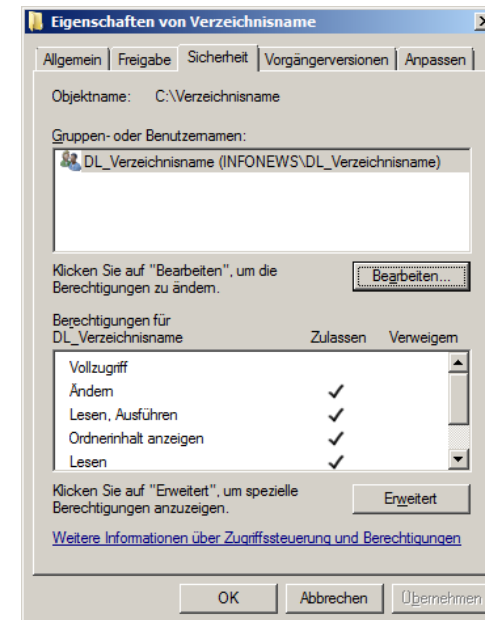 Eigenschaften von Verzeichnisname
Allgemein Freigabe Sicherheit Vorgängerversionen Anpassen
Objektname: C:\Verzeichnisname
Gruppen- oder Benutzernamen:
DL_Verzeichnisname (INFONEWS\DL_Verzeichnisname)
Klicken Sie auf "Bearbeiten", um die
Berechtigungen zu ändern.
Bearbeiten...
Berechtigungen für
DL_Verzeichnisname Zulassen Verweigern
Vollzugriff
Ändern
Lesen, Ausführen
Ordnerinhalt anzeigen
Lesen
Klicken Sie auf "Erweitert", um spezielle
Berechtigungen anzuzeigen.
Erweitert
Weitere Informationen über Zugriffssteuerung und Berechtigungen
OK Abbrechen Übernehmen